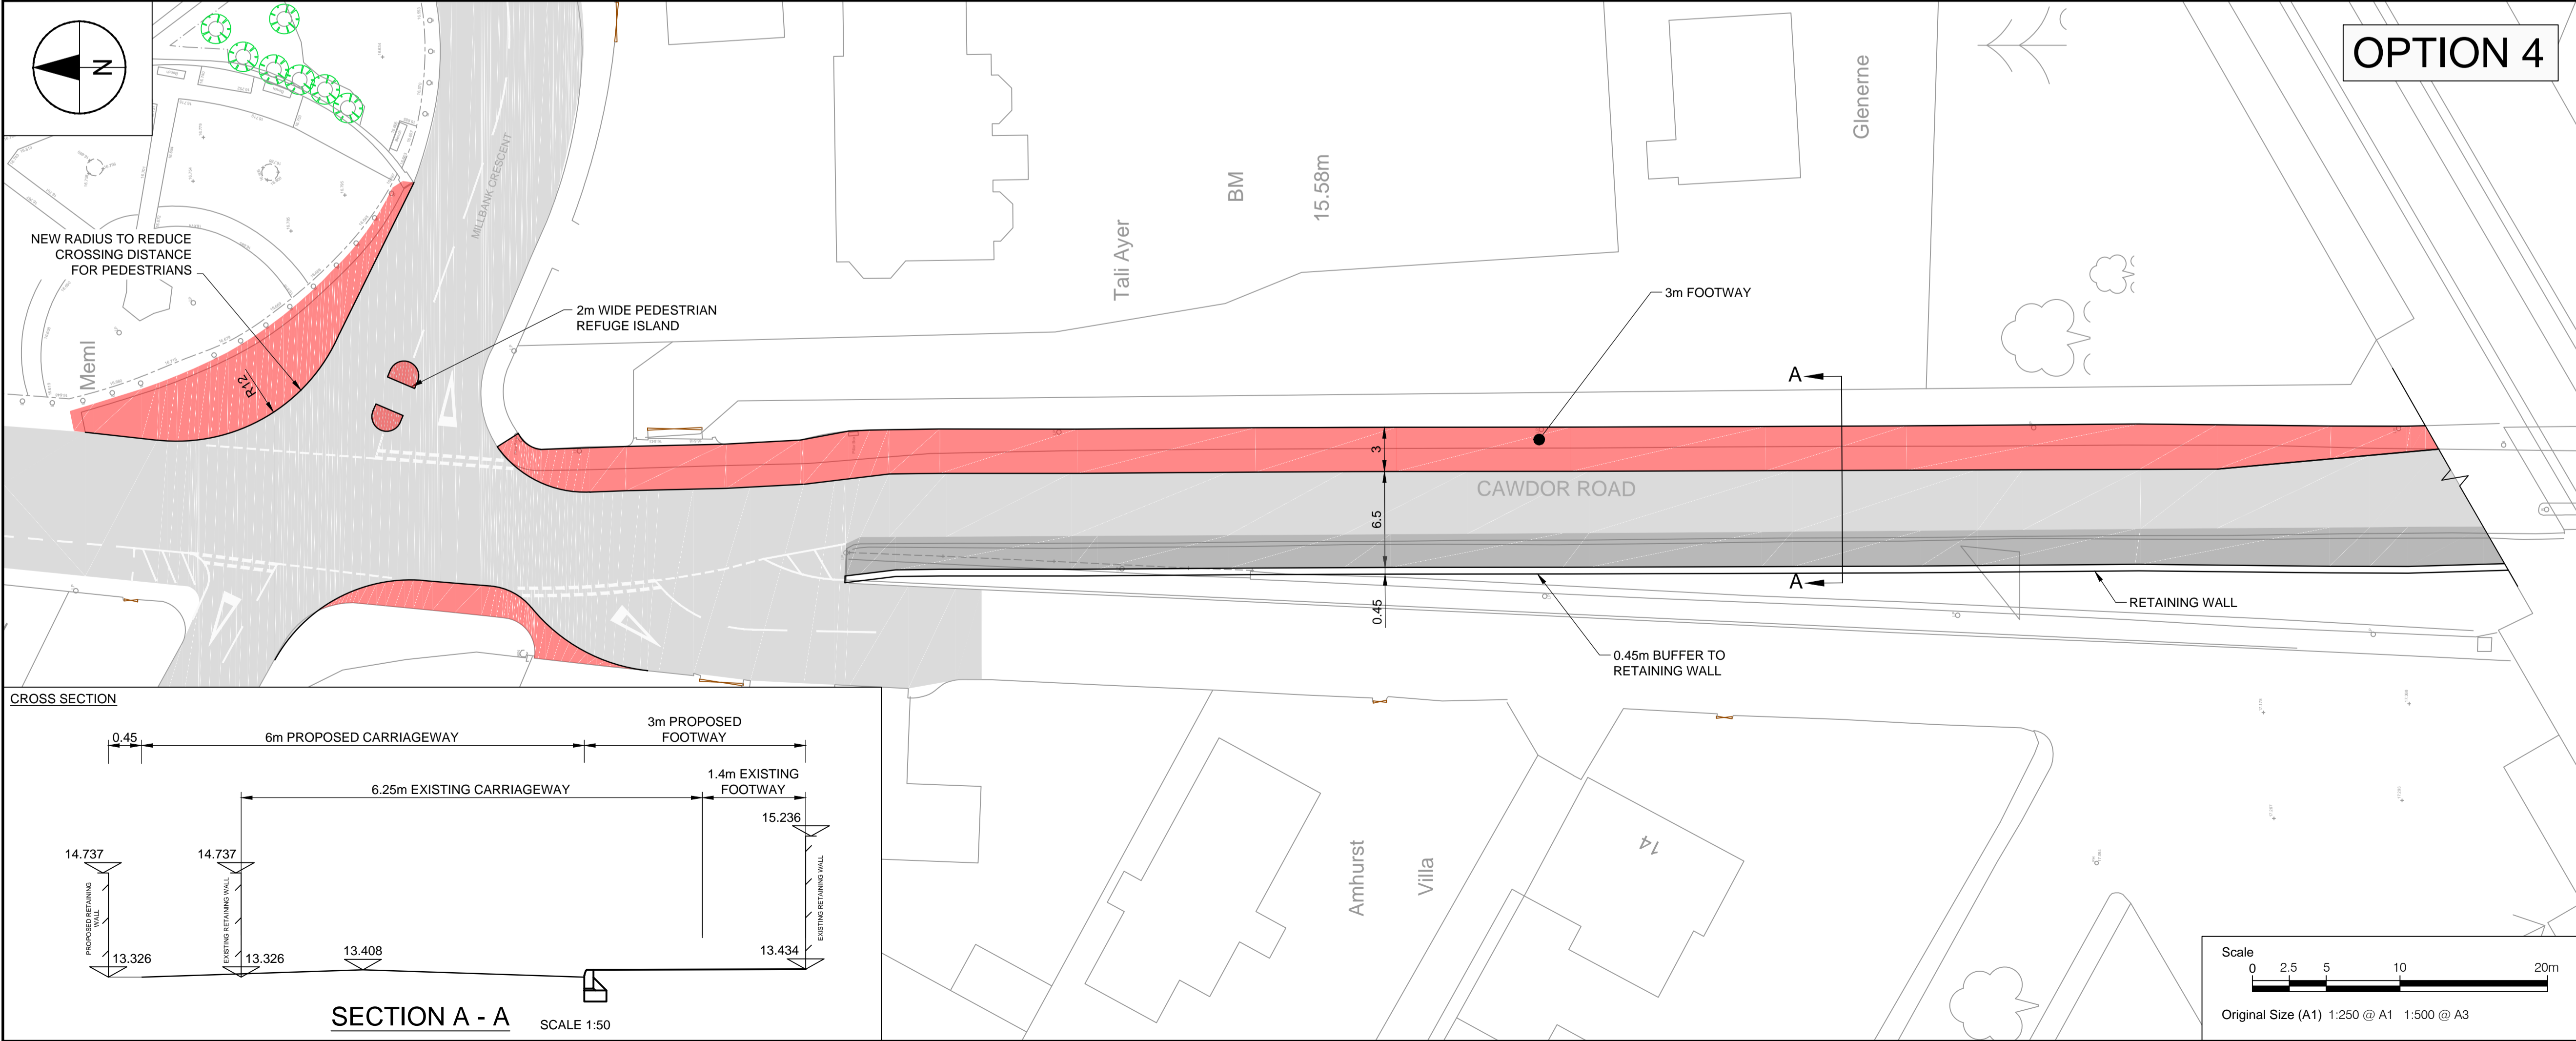 N
OPTION 4
MILLBANK CRESCENT
NEW RADIUS TO REDUCE
CROSSING DISTANCE
FOR PEDESTRIANS
Meml
R12
2m WIDE PEDESTRIAN
REFUGE ISLAND
Tali Ayer
BM
15.58m
Glenerne
3m FOOTWAY
A
3
CAWDOR ROAD
6.5
A
0.45
RETAINING WALL
0.45m BUFFER TO
RETAINING WALL
Amhurst
Villa
14
CROSS SECTION
0.45
6m PROPOSED CARRIAGEWAY
3m PROPOSED
FOOTWAY
6.25m EXISTING CARRIAGEWAY
1.4m EXISTING
FOOTWAY
15.236
14.737
14.737
PROPOSED RETAINING
WALL
EXISTING RETAINING WALL
EXISTING RETAINING WALL
13.326
13.326
13.408
13.434
SECTION A - A
SCALE 1:50
Scale
0 2.5 5 10 20m
Original Size (A1) 1:250 @ A1 1:500 @ A3